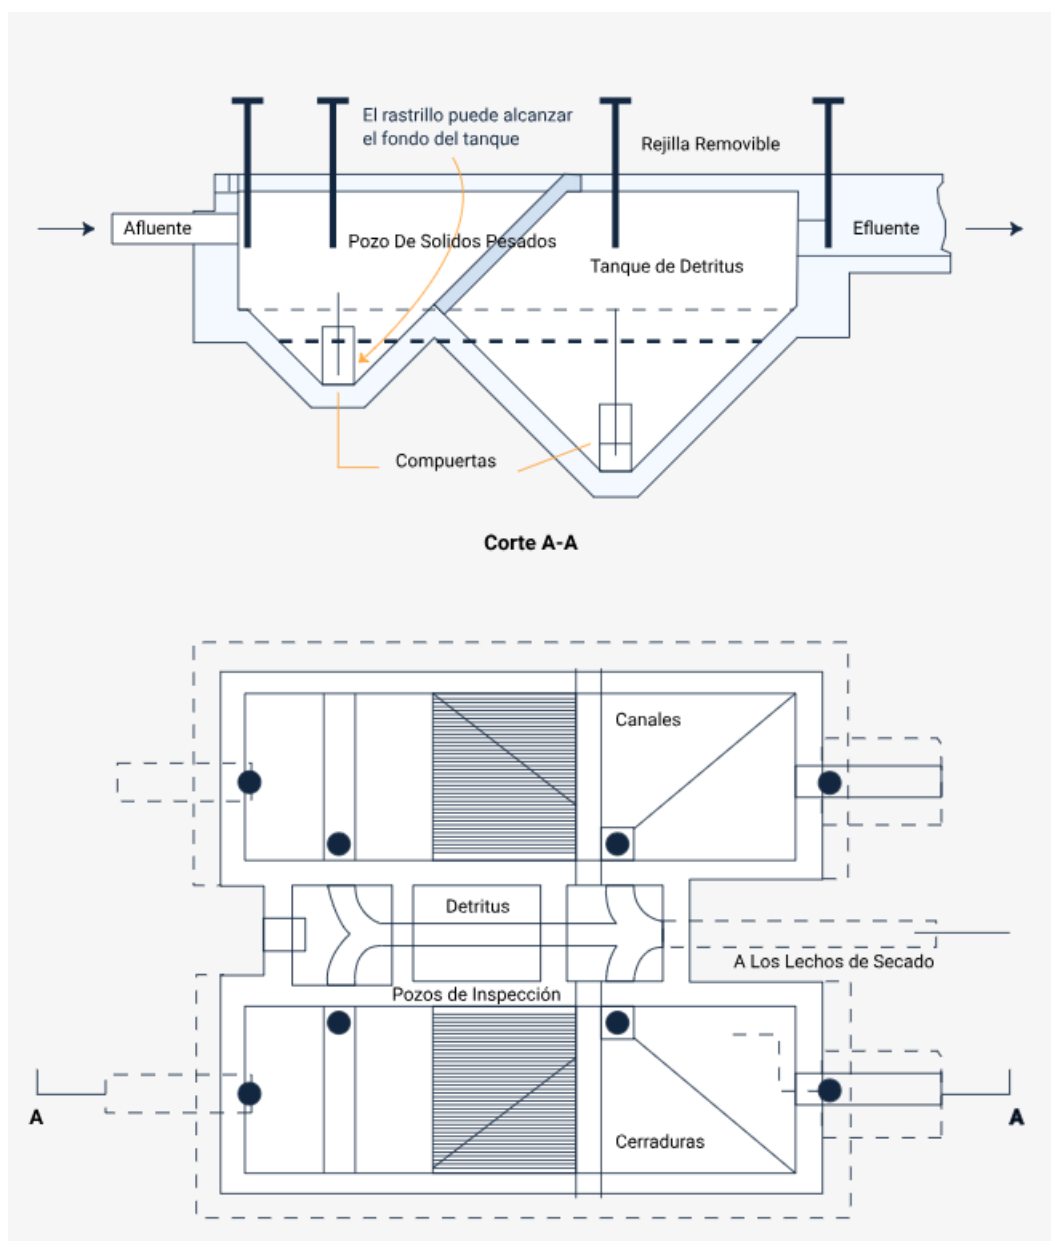 El rastrillo puede alcanzar
el fondo del tanque
Rejilla Removible
Afluente
Efluente
Pozo De Solidos Pesados
Tanque de Detritus
Compuertas
Corte A-A
Canales
Detritus
A Los Lechos de Secado
Pozos de Inspección
A
A
Cerraduras